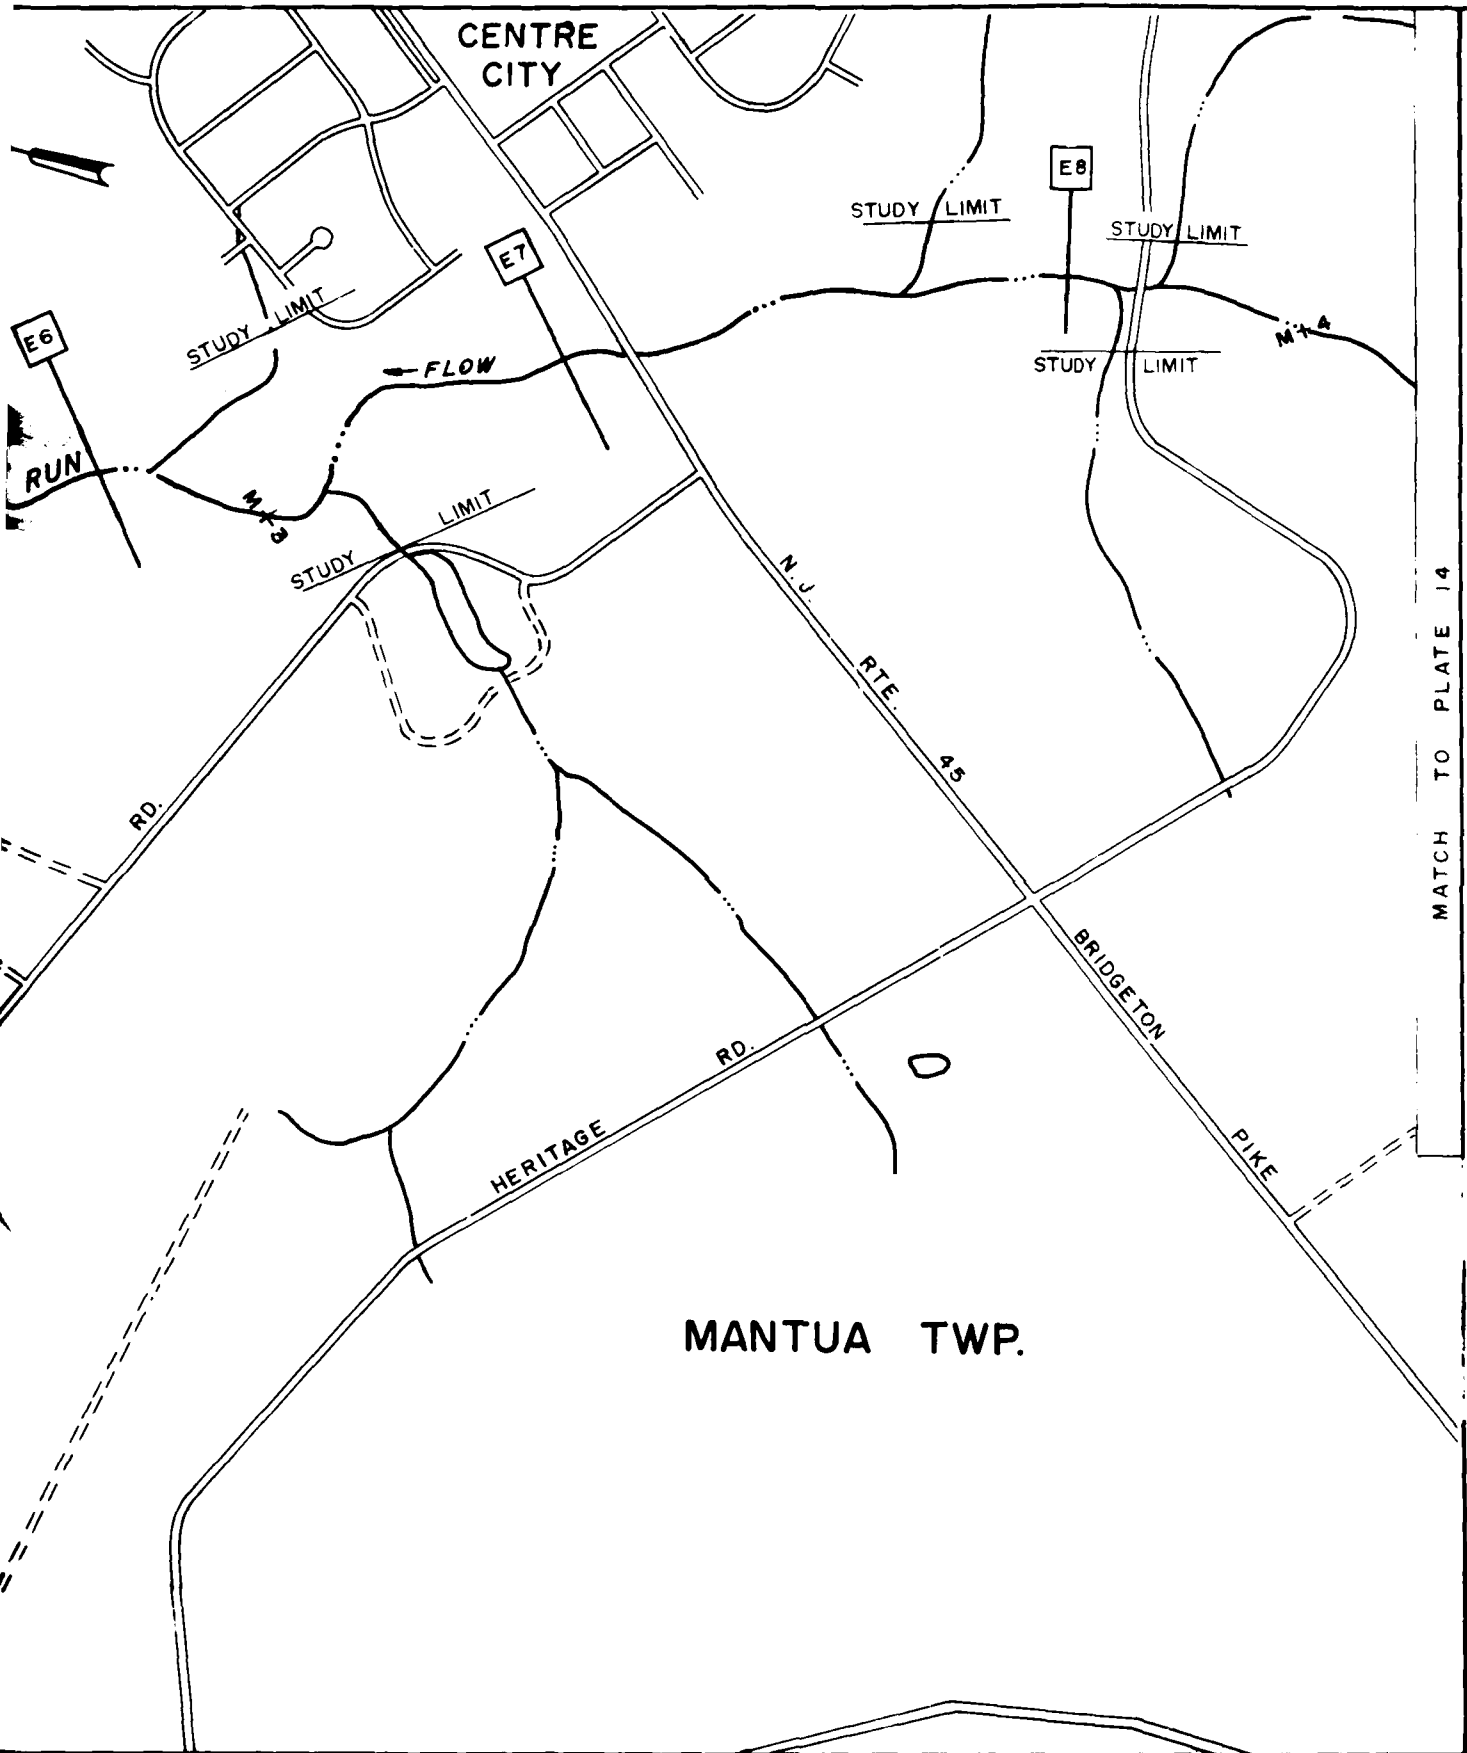 CENTRE
CITY
E8
STUDY LIMIT
STUDY LIMIT
E7
STUDY LIMIT
E6
M+4
FLOW
STUDY LIMIT
RUN
M+3
STUDY LIMIT
N.J. RTE. 45
MATCH TO PLATE 14
RD.
BRIDGETON PIKE
HERITAGE RD.
MANTUA TWP.